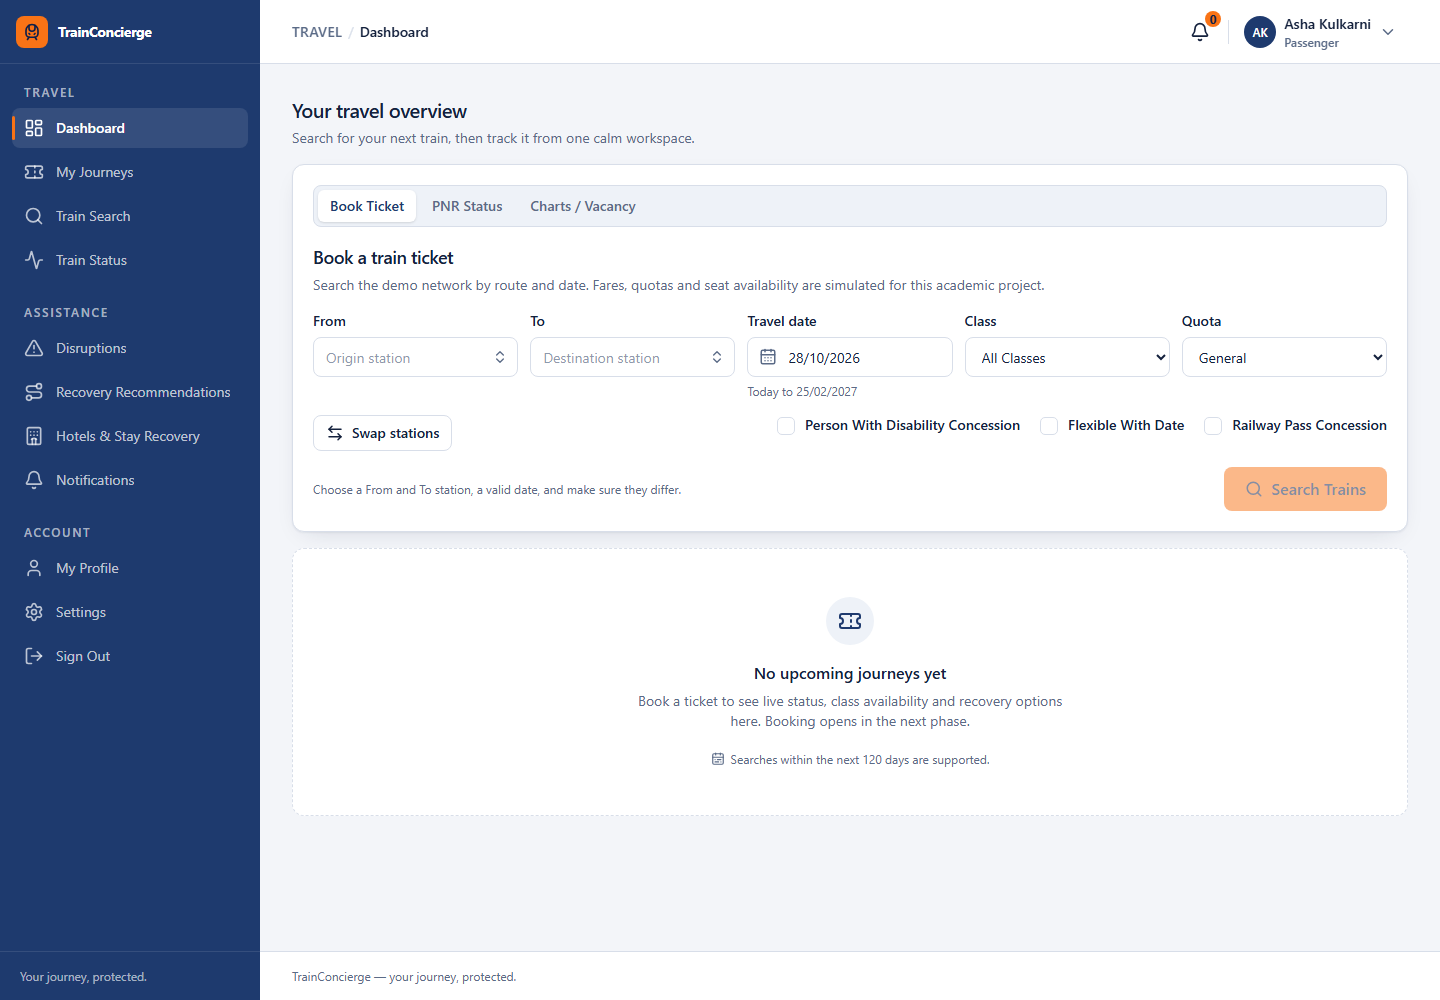 TrainConcierge
TRAVEL
Dashboard
My Journeys
Train Search
Train Status
ASSISTANCE
Disruptions
Recovery Recommendations
Hotels & Stay Recovery
Notifications
ACCOUNT
My Profile
Settings
Sign Out
Your journey, protected.
TRAVEL / Dashboard
0
AK
Asha Kulkarni
Passenger
Your travel overview
Search for your next train, then track it from one calm workspace.
Book Ticket PNR Status Charts / Vacancy
Book a train ticket
Search the demo network by route and date. Fares, quotas and seat availability are simulated for this academic project.
From To Travel date Class Quota
Origin station Destination station 28/10/2026 All Classes General
Today to 25/02/2027
Swap stations Person With Disability Concession Flexible With Date Railway Pass Concession
Choose a From and To station, a valid date, and make sure they differ. Search Trains
No upcoming journeys yet
Book a ticket to see live status, class availability and recovery options
here. Booking opens in the next phase.
Searches within the next 120 days are supported.
TrainConcierge — your journey, protected.